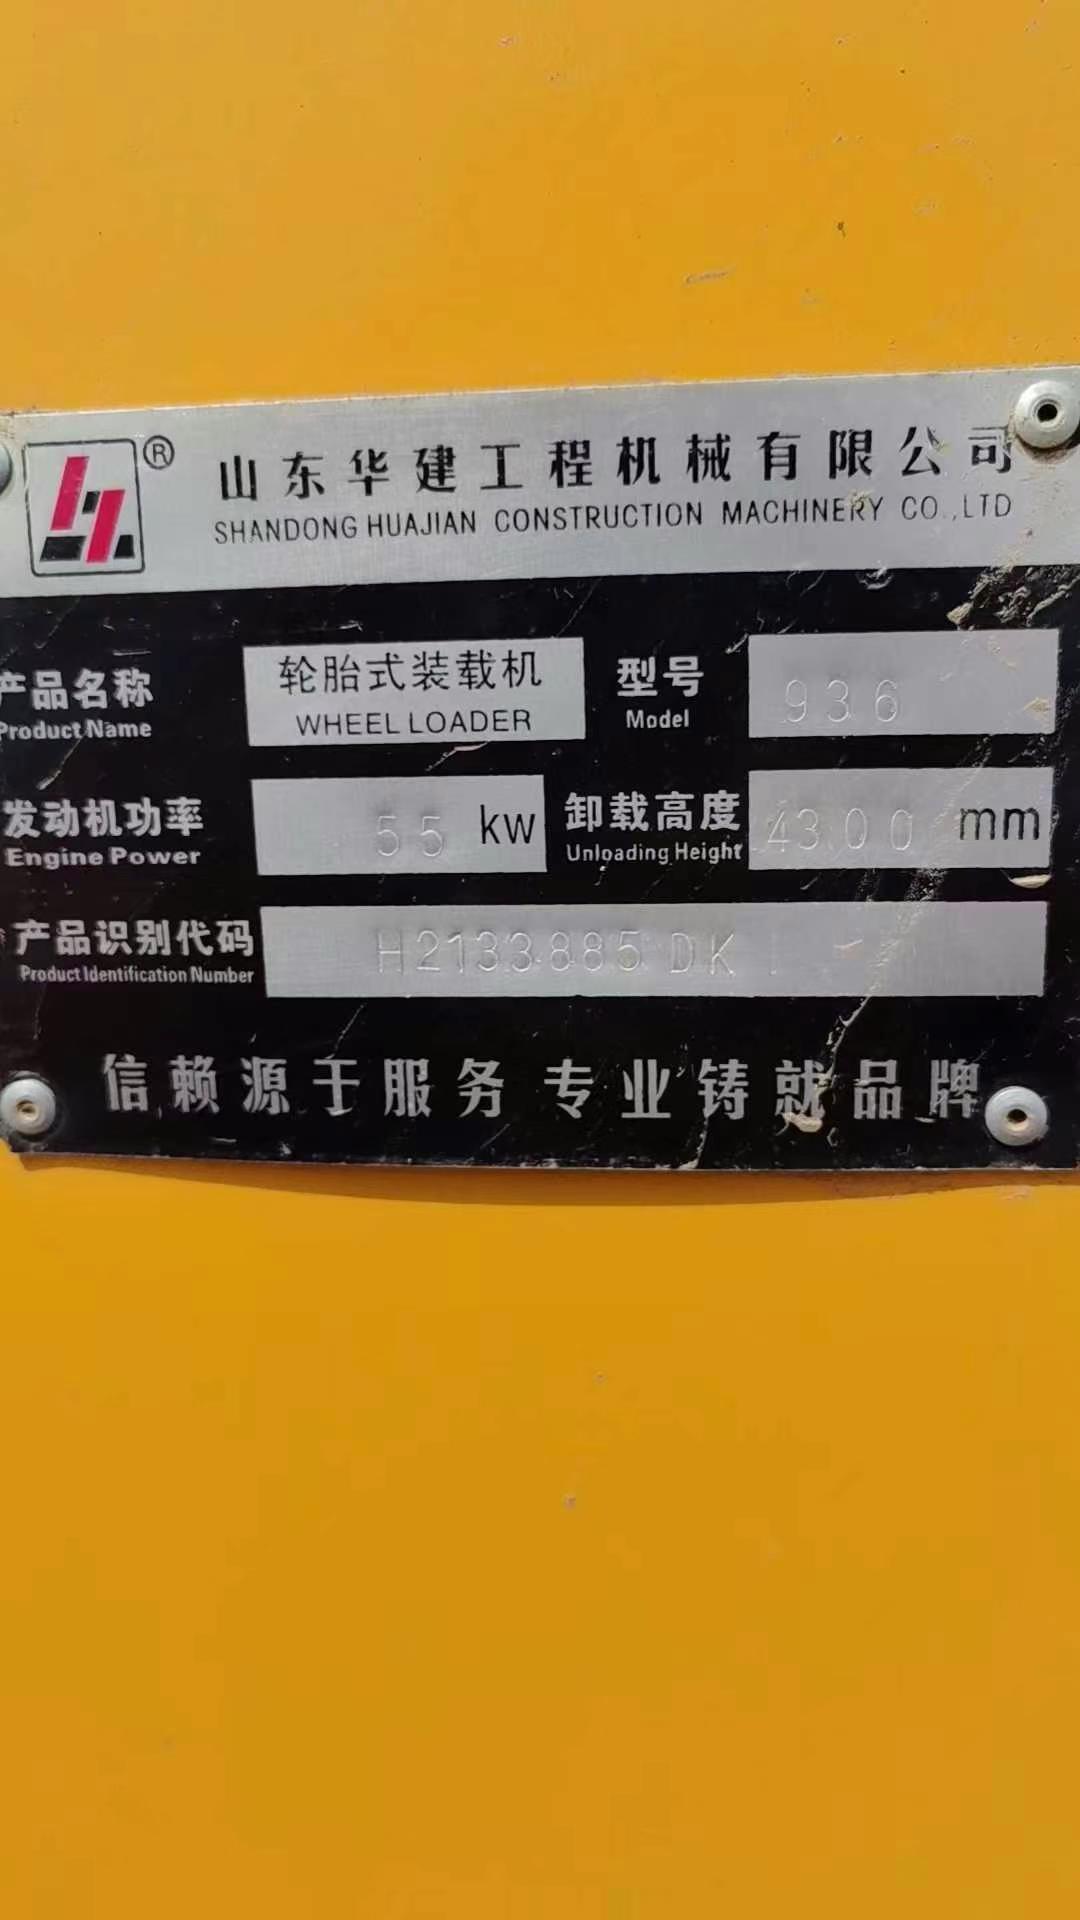 ® 山东华建工程机械有限公司
SHANDONG HUAJIAN CONSTRUCTION MACHINERY CO.,LTD
产品名称 轮胎式装载机 型号 936
Product Name WHEEL LOADER Model
发动机功率 55 kw 卸载高度 4300 mm
Engine Power Unloading Height
产品识别代码 H2133885DK
Product Identification Number
信赖源于服务 专业铸就品牌